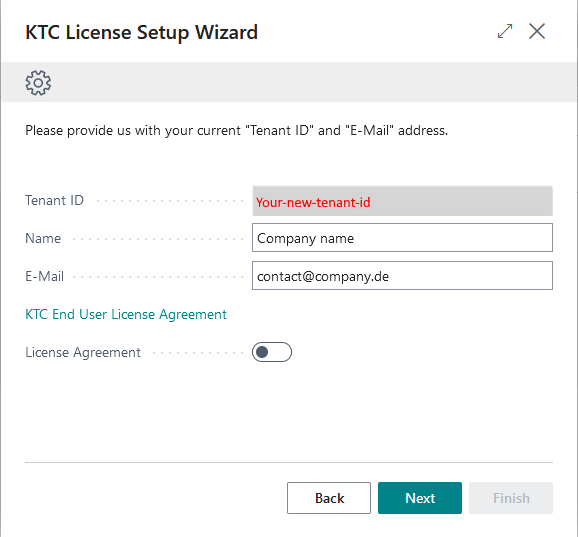 KTC License Setup Wizard
Please provide us with your current "Tenant ID" and "E-Mail" address.
Tenant ID Your-new-tenant-id
Name Company name
E-Mail contact@company.de
KTC End User License Agreement
License Agreement
Back Next Finish